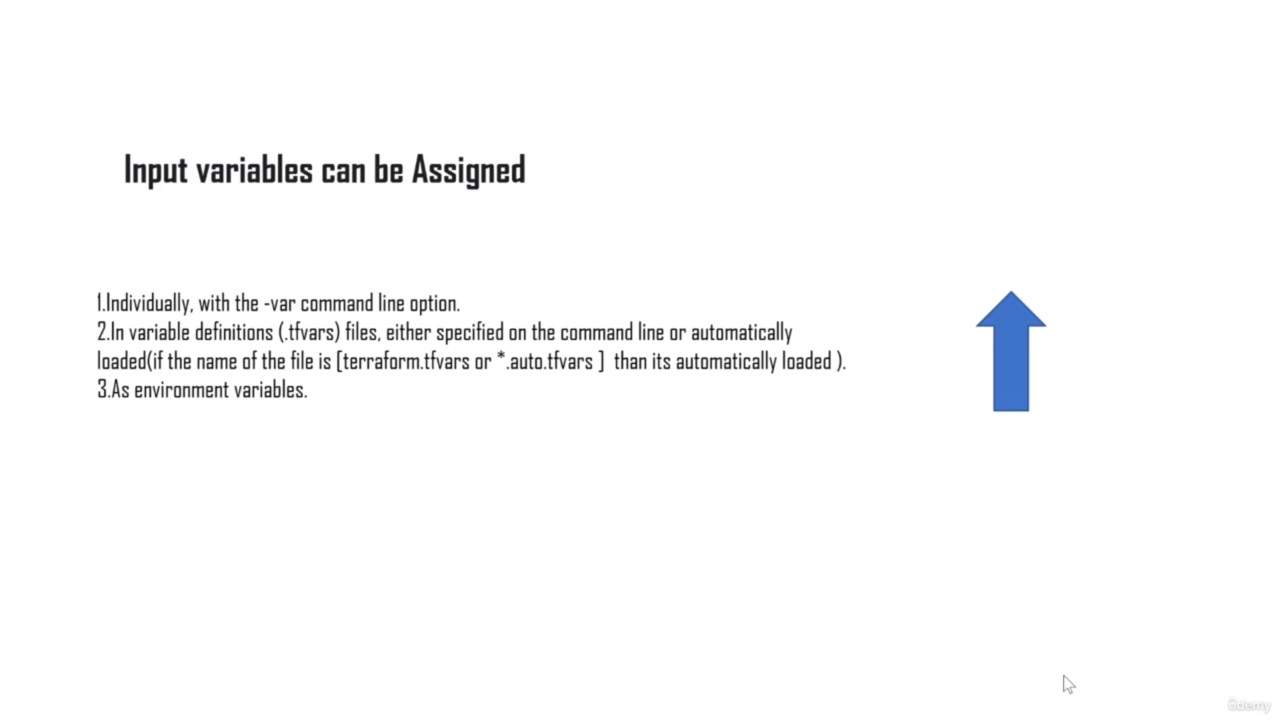 Input variables can be Assigned
1.Individually, with the -var command line option.
2.In variable definitions (.tfvars) files, either specified on the command line or automatically
loaded(if the name of the file is [terraform.tfvars or *.auto.tfvars ] than its automatically loaded ).
3.As environment variables.
ûdemy